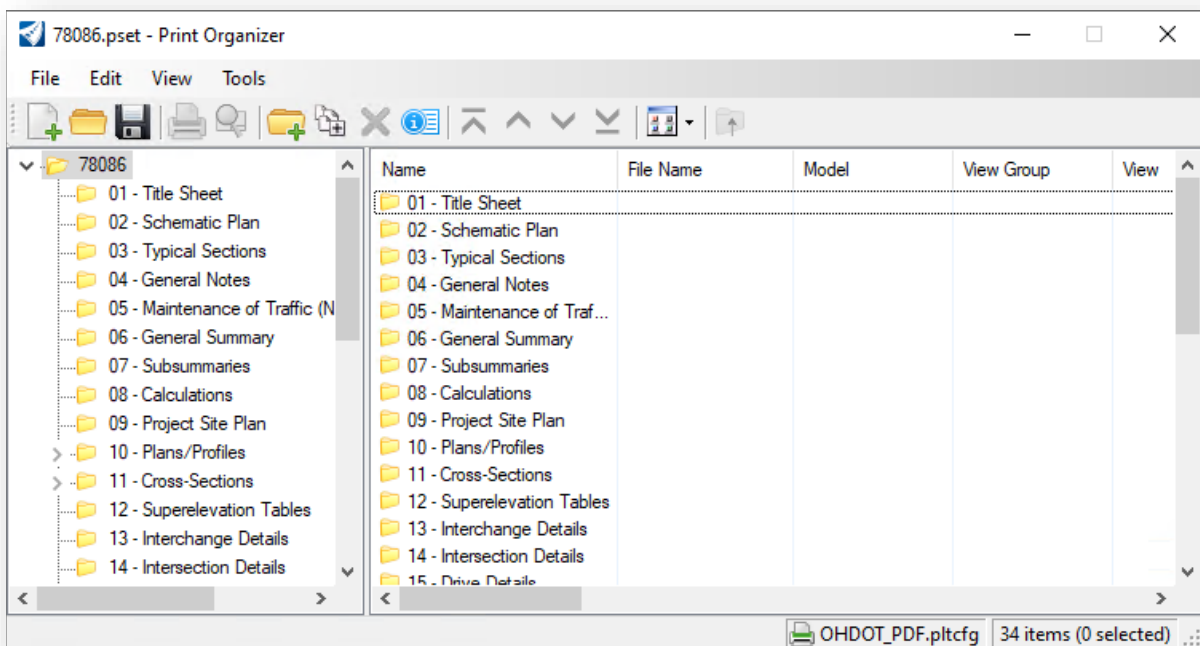 78086.pset - Print Organizer
File Edit View Tools
78086
01 - Title Sheet
02 - Schematic Plan
03 - Typical Sections
04 - General Notes
05 - Maintenance of Traffic (N
06 - General Summary
07 - Subsummaries
08 - Calculations
09 - Project Site Plan
10 - Plans/Profiles
11 - Cross-Sections
12 - Superelevation Tables
13 - Interchange Details
14 - Intersection Details
Name File Name Model View Group View
01 - Title Sheet
02 - Schematic Plan
03 - Typical Sections
04 - General Notes
05 - Maintenance of Traf...
06 - General Summary
07 - Subsummaries
08 - Calculations
09 - Project Site Plan
10 - Plans/Profiles
11 - Cross-Sections
12 - Superelevation Tables
13 - Interchange Details
14 - Intersection Details
15 - Drive Details
OHDOT_PDF.pltcfg 34 items (0 selected)